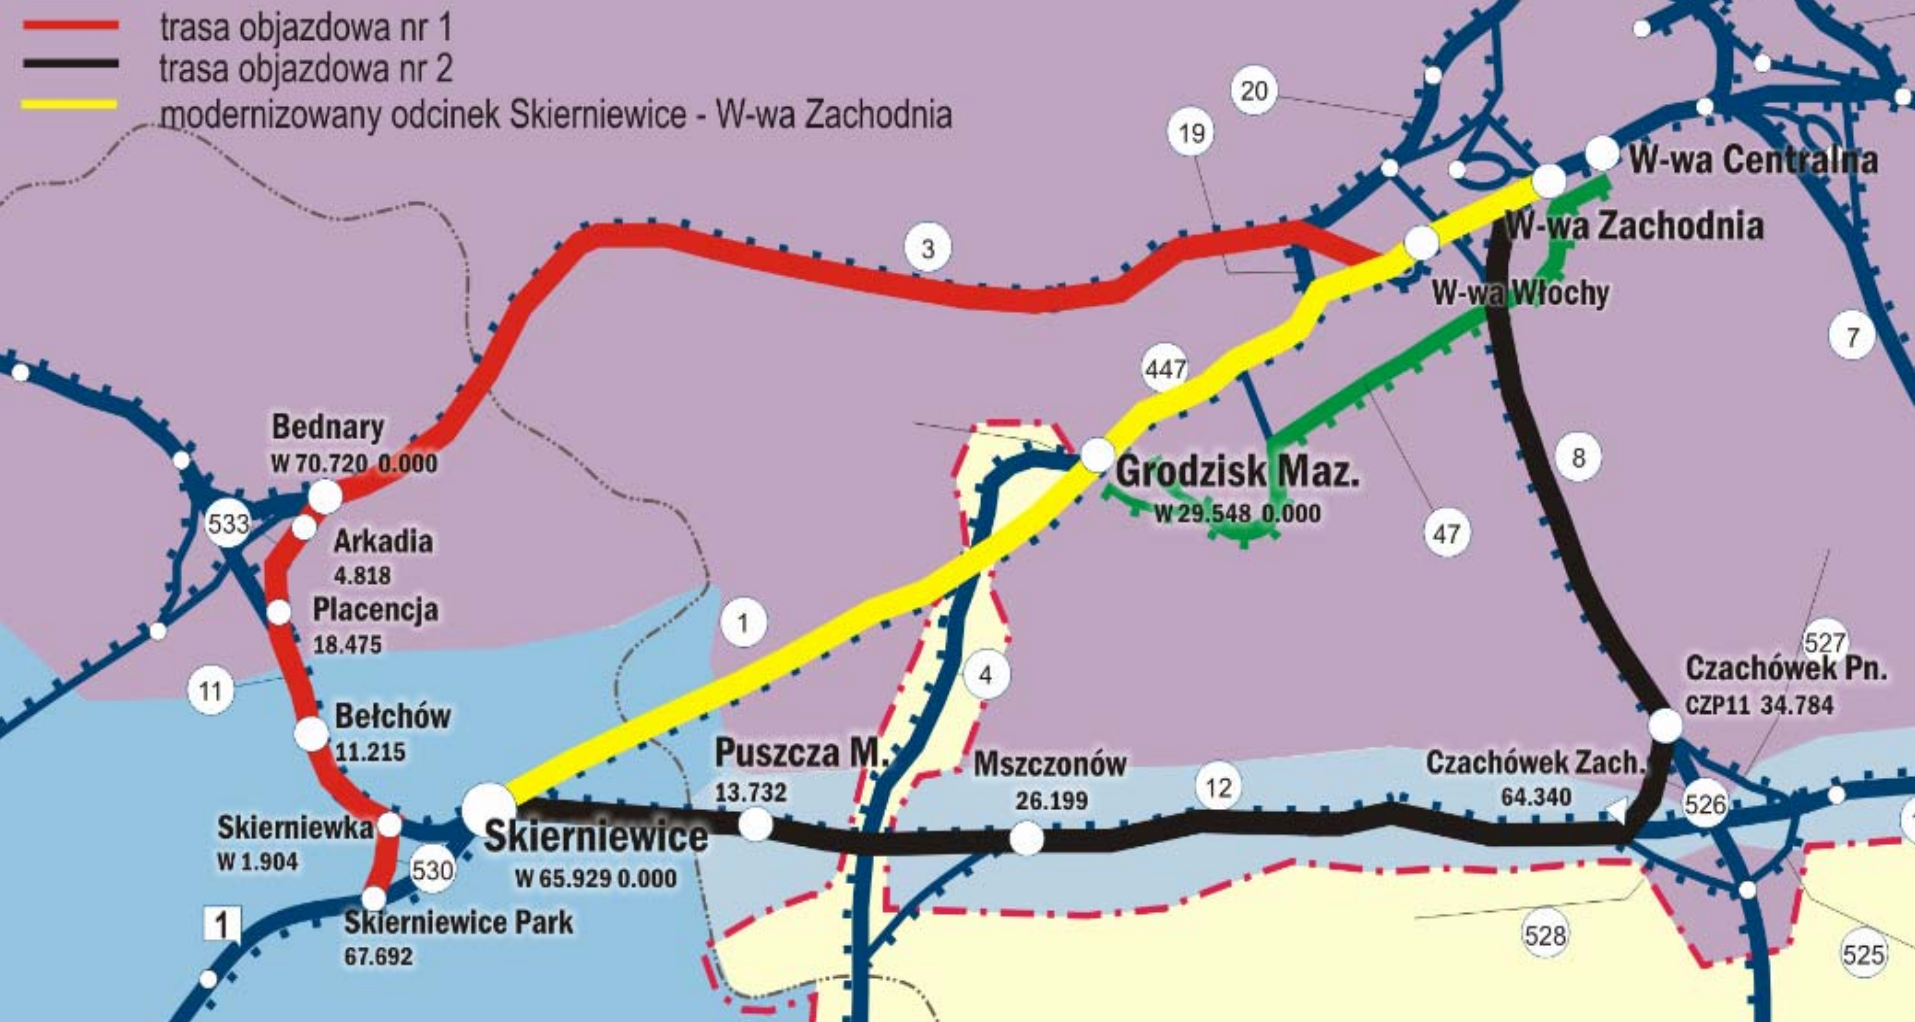 trasa objazdowa nr 1
trasa objazdowa nr 2
modernizowany odcinek Skierniewice - W-wa Zachodnia
20
19
W-wa Centralna
W-wa Zachodnia
3
W-wa Włochy
7
447
Bednary
W 70.720 0.000
Grodzisk Maz.
W 29.548 0.000
8
533
47
Arkadia
4.818
Placencja
18.475
1
527
11
4
Czachówek Pn.
CZP11 34.784
Bełchów
11.215
Puszcza M.
13.732
Mszczonów
26.199
12
Czachówek Zach.
64.340
526
Skierniewka
W 1.904
Skierniewice
W 65.929 0.000
530
1
Skierniewice Park
67.692
528
525